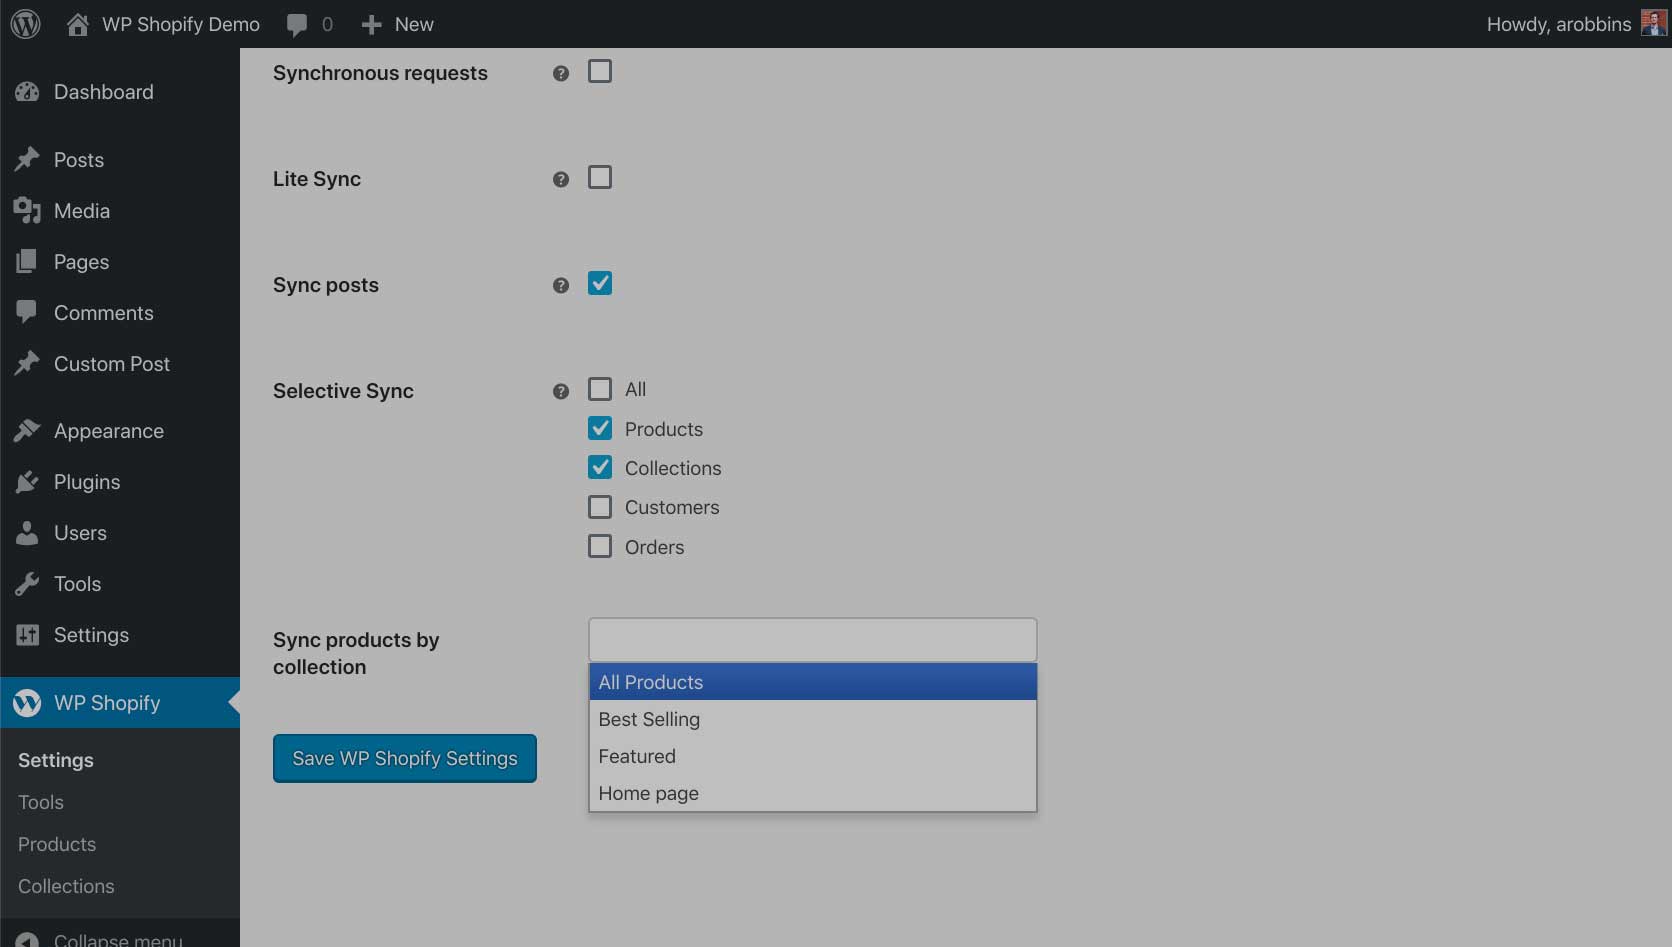 WP Shopify Demo 0 New Howdy, arobbins
Dashboard
Posts
Media
Pages
Comments
Custom Post
Appearance
Plugins
Users
Tools
Settings
WP Shopify
Settings
Tools
Products
Collections
Collapse menu
Synchronous requests ?
Lite Sync ?
Sync posts ?
Selective Sync ? All
Products
Collections
Customers
Orders
Sync products by
collection
All Products
Best Selling
Featured
Home page
Save WP Shopify Settings